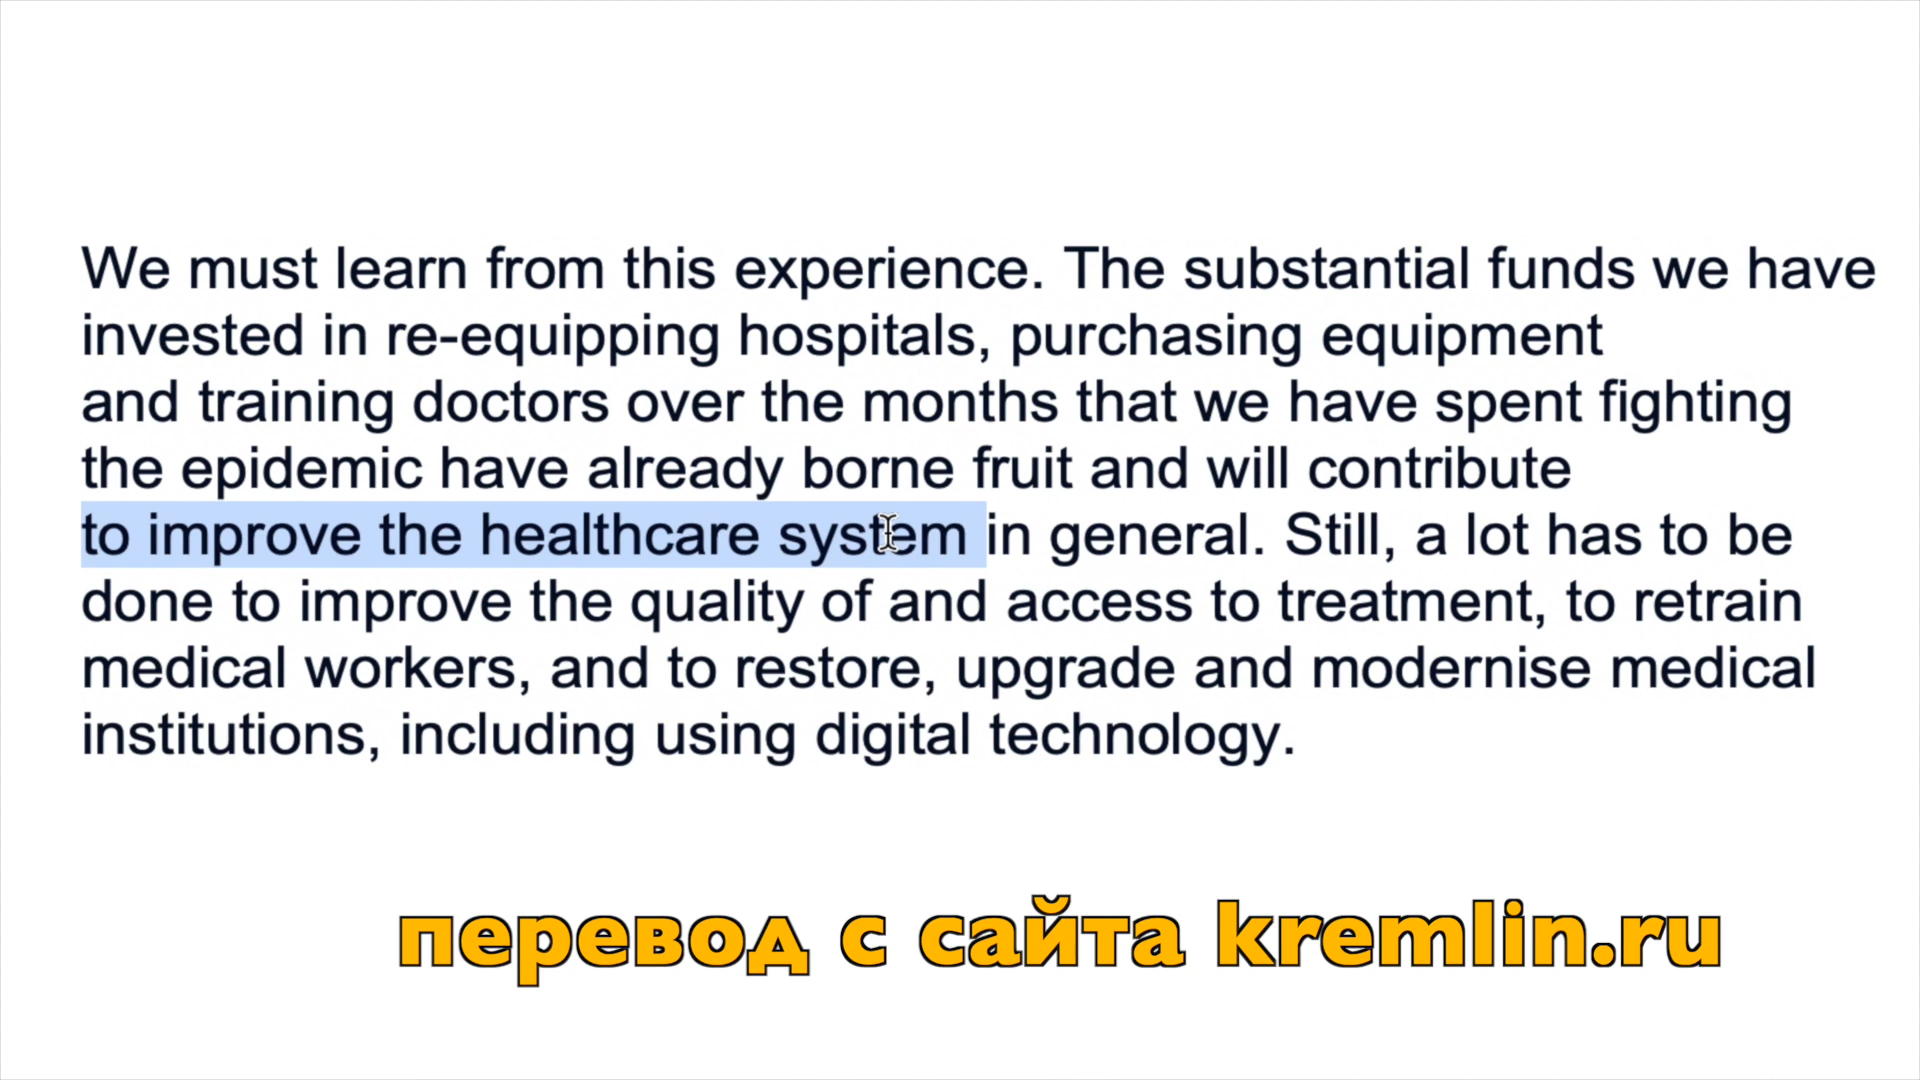 We must learn from this experience. The substantial funds we have
invested in re-equipping hospitals, purchasing equipment
and training doctors over the months that we have spent fighting
the epidemic have already borne fruit and will contribute
to improve the healthcare system in general. Still, a lot has to be
done to improve the quality of and access to treatment, to retrain
medical workers, and to restore, upgrade and modernise medical
institutions, including using digital technology.
перевод с сайта kremlin.ru